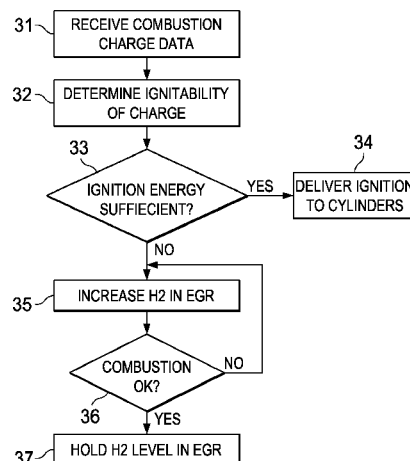 31
RECEIVE COMBUSTION
CHARGE DATA
32
DETERMINE IGNITABILITY
OF CHARGE
33
IGNITION ENERGY
SUFFIECIENT?
YES
34
DELIVER IGNITION
TO CYLINDERS
NO
35
INCREASE H2 IN EGR
COMBUSTION
OK?
NO
36
YES
37
HOLD H2 LEVEL IN EGR